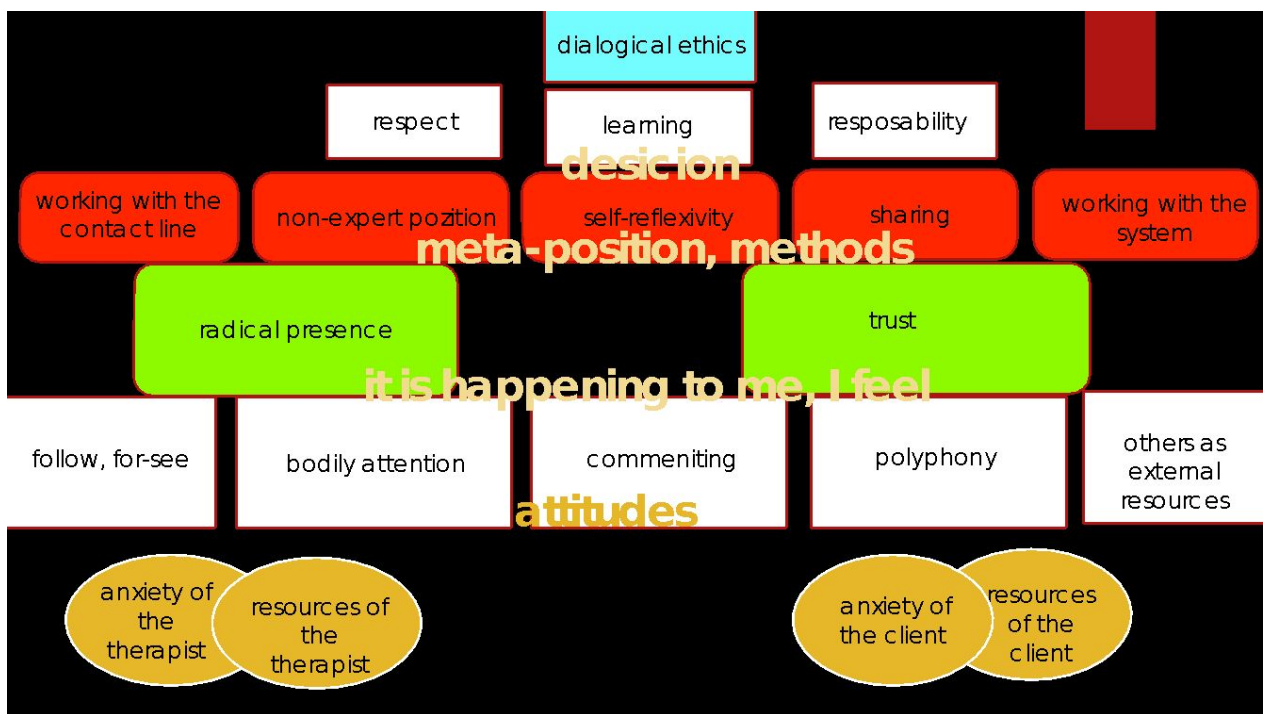 dialogical ethics
respect
learning
resposability
desicion
working with the
contact line
non-expert pozition
self-reflexivity
sharing
working with the
system
meta-position, methods
radical presence
trust
it is happening to me, I feel
follow, for-see
bodily attention
commeniting
polyphony
others as
external
resources
attitudes
anxiety of
the
therapist
resources of
the
therapist
anxiety of
the client
resources
of the
client